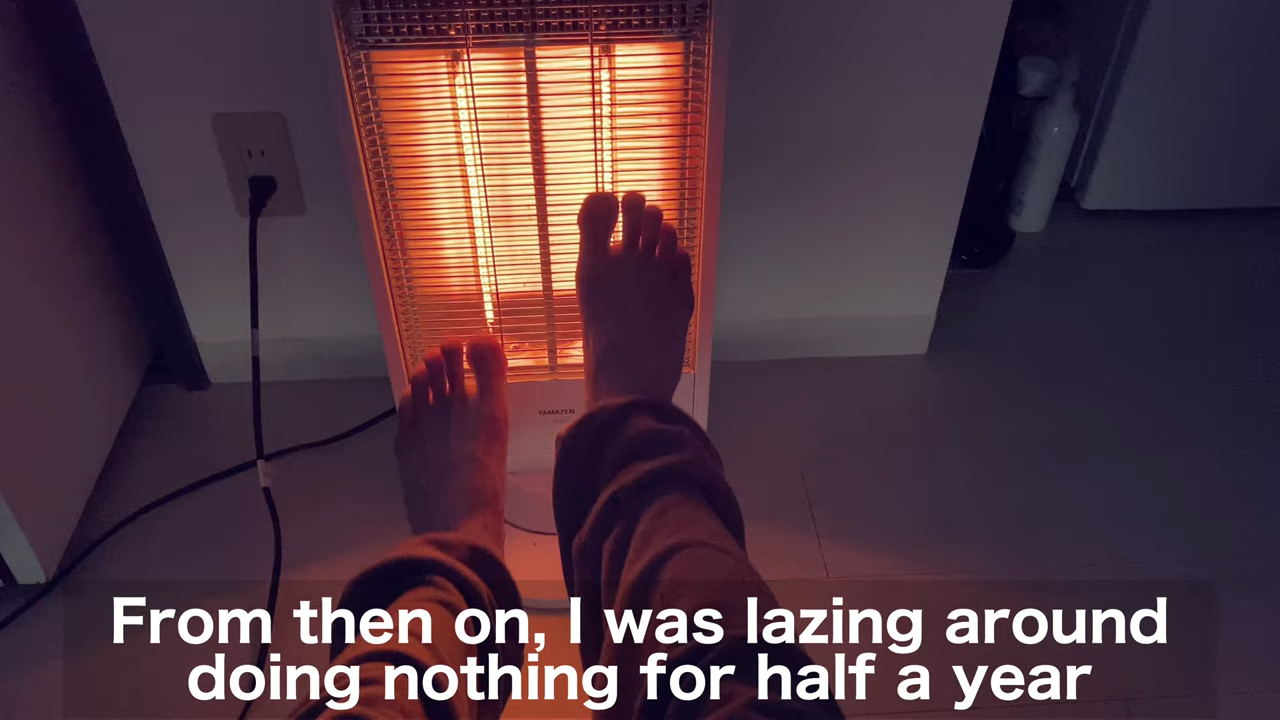 YAMAZEN
From then on, I was lazing around
doing nothing for half a year